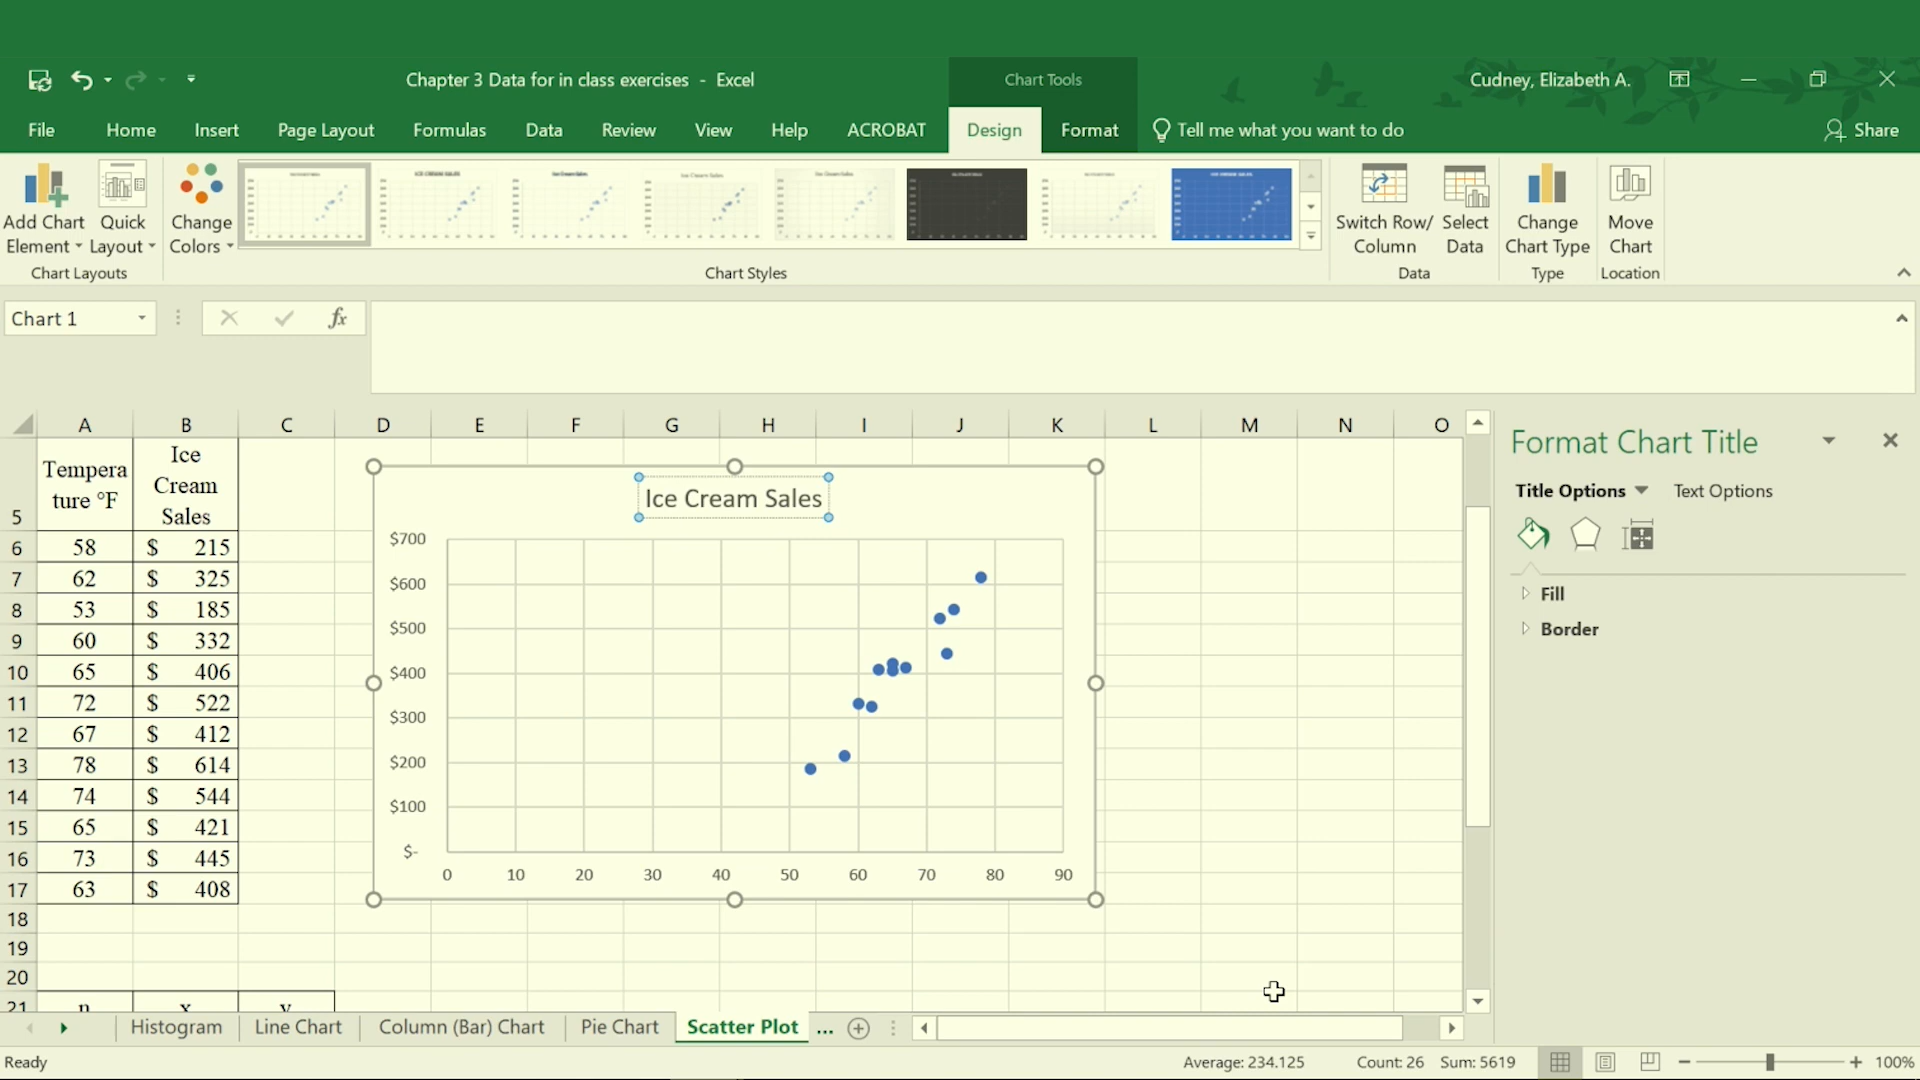 Chapter 3 Data for in class exercises - Excel
Chart Tools
Cudney, Elizabeth A.
File Home Insert Page Layout Formulas Data Review View Help ACROBAT Design Format Tell me what you want to do Share
Add Chart Element
Quick Layout
Change Colors
Switch Row/ Column
Select Data
Change Chart Type
Move Chart
Chart Layouts Chart Styles Data Type Location
Chart 1
fx
A B C D E F G H I J K L M N O
5 Tempera ture °F Ice Cream Sales
6 58 $ 215
7 62 $ 325
8 53 $ 185
9 60 $ 332
10 65 $ 406
11 72 $ 522
12 67 $ 412
13 78 $ 614
14 74 $ 544
15 65 $ 421
16 73 $ 445
17 63 $ 408
18
19
20
21 n x y
Ice Cream Sales
$700
$600
$500
$400
$300
$200
$100
$-
0 10 20 30 40 50 60 70 80 90
Format Chart Title
Title Options Text Options
Fill
Border
Histogram Line Chart Column (Bar) Chart Pie Chart Scatter Plot ...
Ready Average: 234.125 Count: 26 Sum: 5619 100%